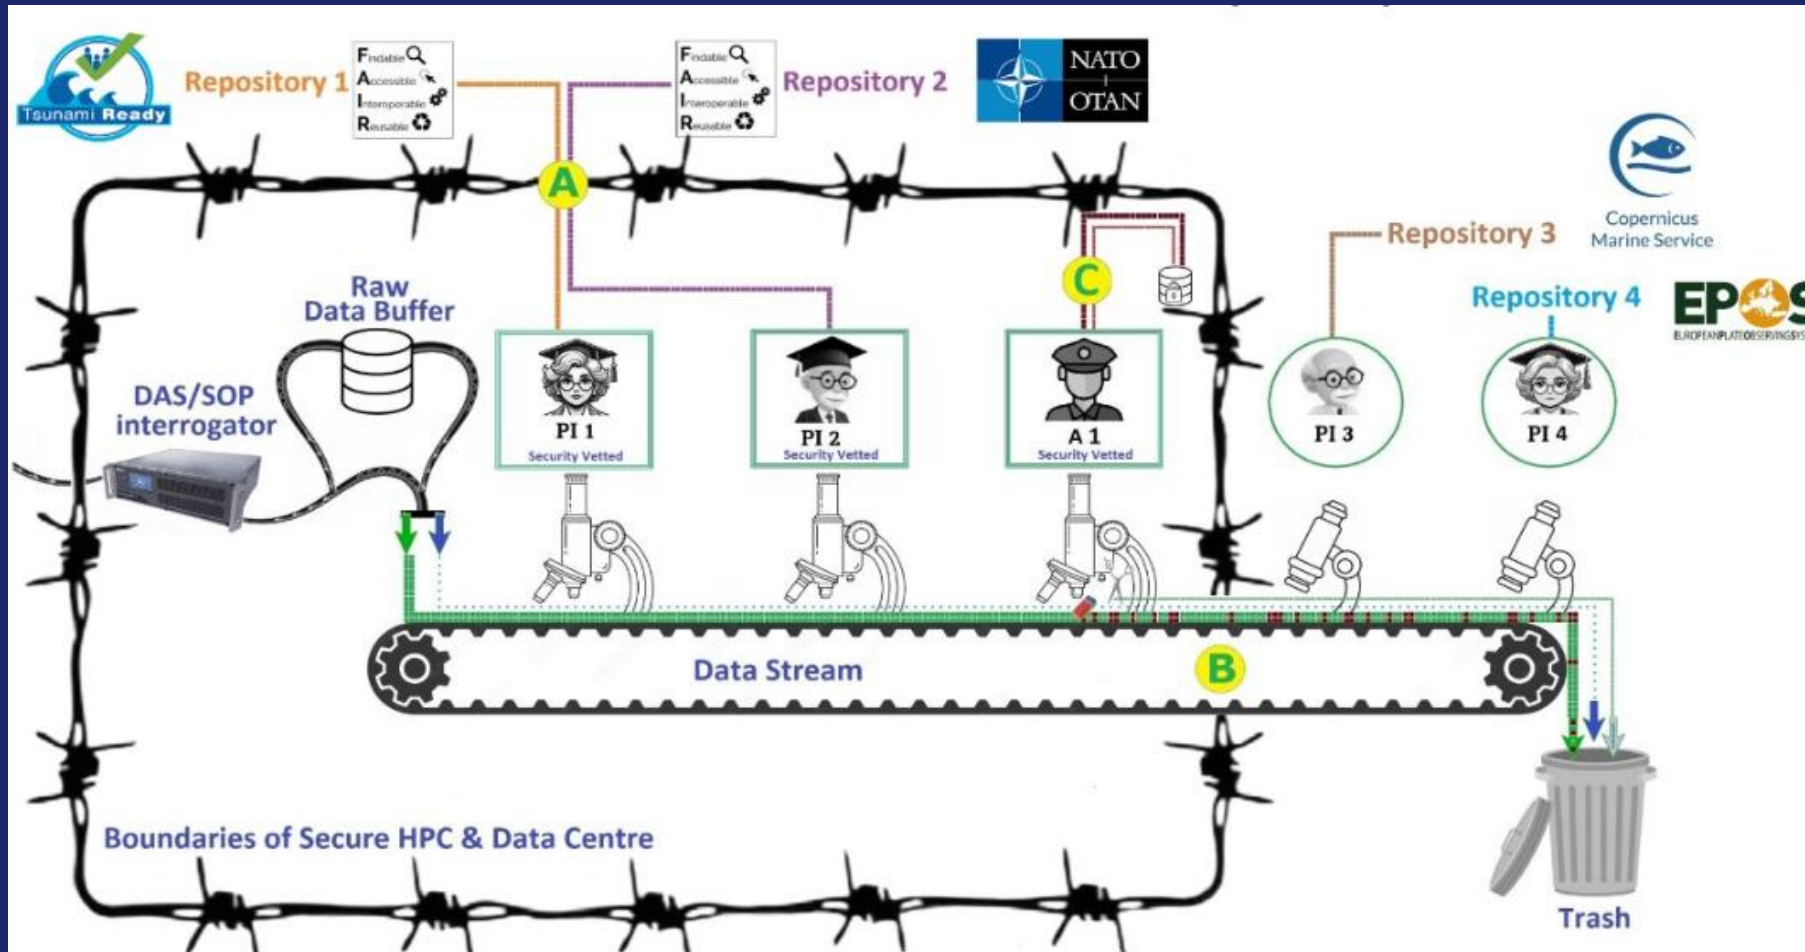 Tsunami Ready
Repository 1
Findable
Accessible
Interoperable
Reusable
Findable
Accessible
Interoperable
Reusable
Repository 2
NATO
OTAN
A
Copernicus
Marine Service
Repository 3
Repository 4
EPOS
EUROPEANPLATEOBSERVINGSYS
Raw
Data Buffer
C
DAS/SOP
interrogator
PI 1
Security Vetted
PI 2
Security Vetted
A 1
Security Vetted
PI 3
PI 4
Data Stream
B
Boundaries of Secure HPC & Data Centre
Trash